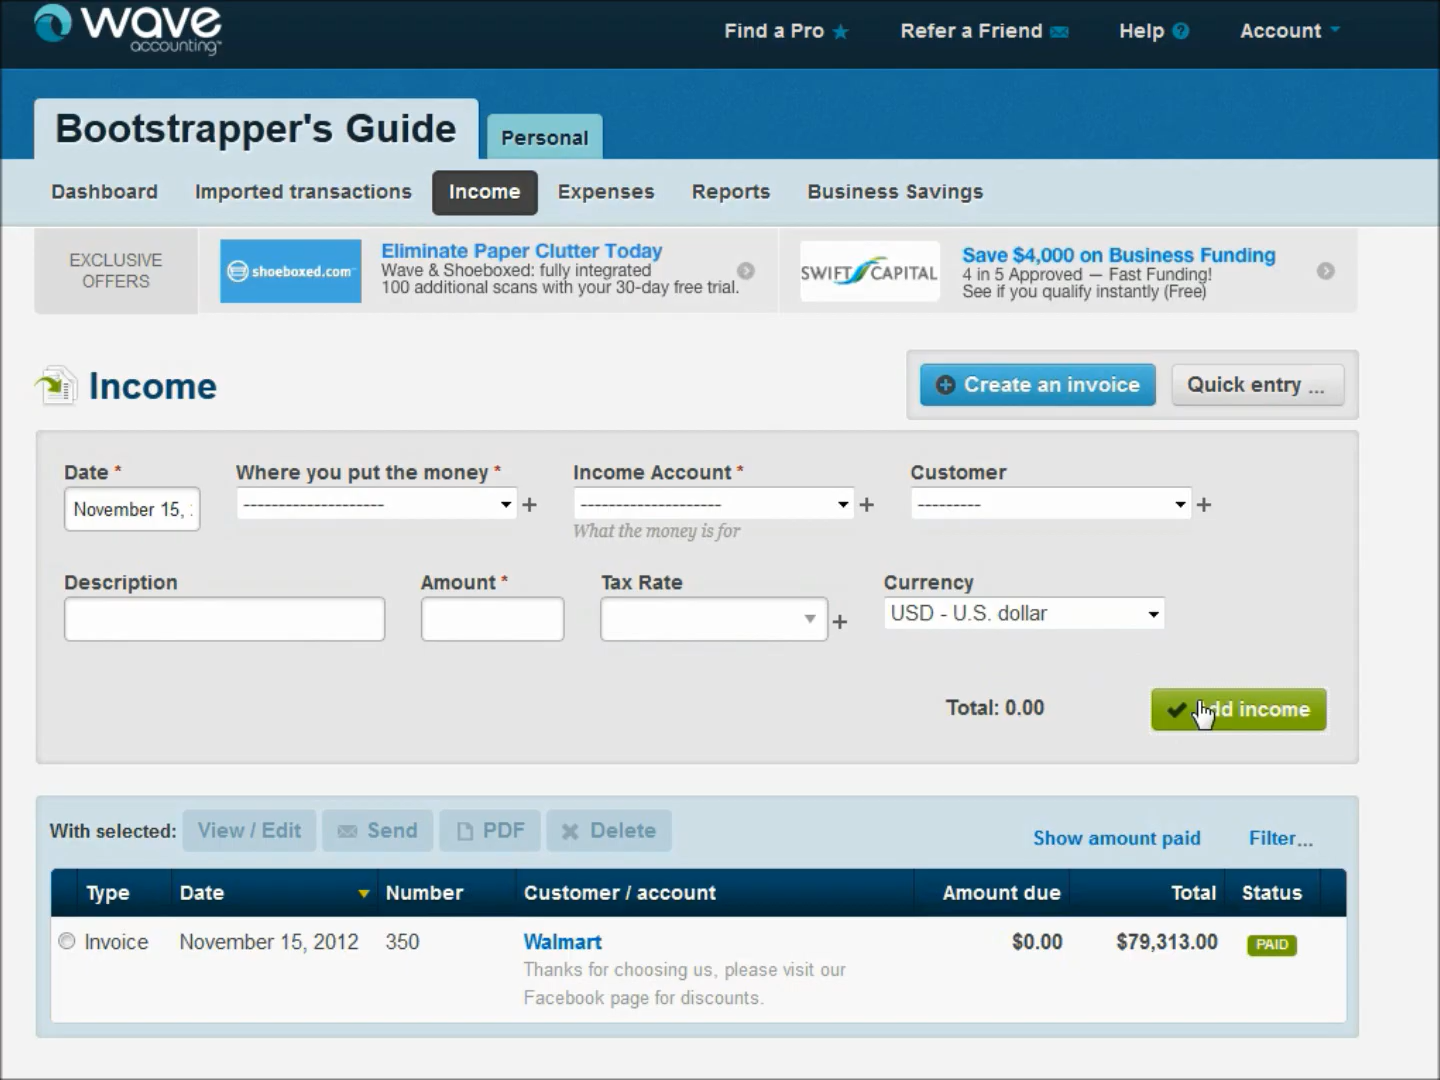 wave
accounting™
Find a Pro
Refer a Friend
Help ?
Account
Bootstrapper's Guide
Personal
Dashboard
Imported transactions
Income
Expenses
Reports
Business Savings
EXCLUSIVE
OFFERS
shoeboxed.com™
Eliminate Paper Clutter Today
Wave & Shoeboxed: fully integrated
100 additional scans with your 30-day free trial.
SWIFT CAPITAL
Save $4,000 on Business Funding
4 in 5 Approved — Fast Funding!
See if you qualify instantly (Free)
Income
Create an invoice
Quick entry ...
Date *
Where you put the money *
Income Account *
Customer
November 15,
--------------------
--------------------
---------
What the money is for
Description
Amount *
Tax Rate
Currency
USD - U.S. dollar
Total: 0.00
income
With selected:
View / Edit
Send
PDF
Delete
Show amount paid
Filter...
Type
Date
Number
Customer / account
Amount due
Total
Status
Invoice
November 15, 2012
350
Walmart
$0.00
$79,313.00
PAID
Thanks for choosing us, please visit our
Facebook page for discounts.